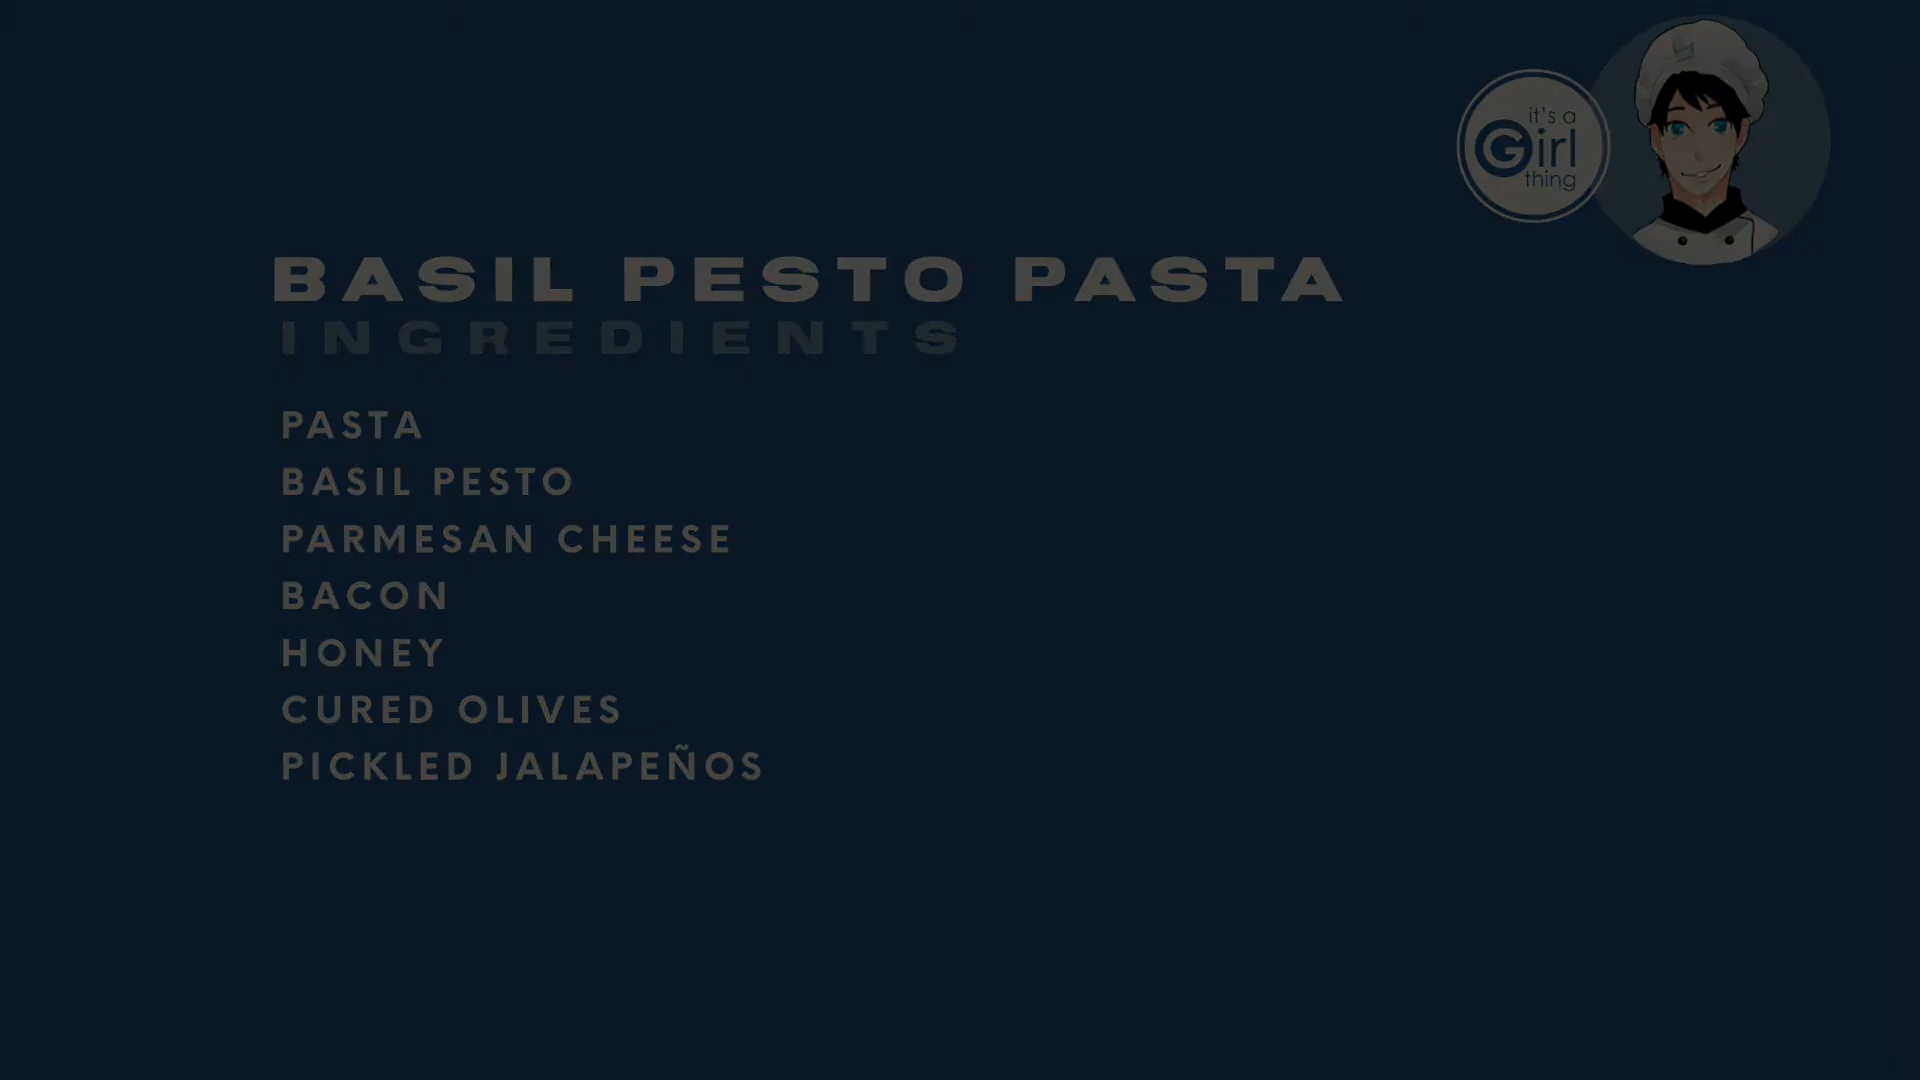 it's a
Girl
thing
BASIL PESTO PASTA
INGREDIENTS
PASTA
BASIL PESTO
PARMESAN CHEESE
BACON
HONEY
CURED OLIVES
PICKLED JALAPEÑOS